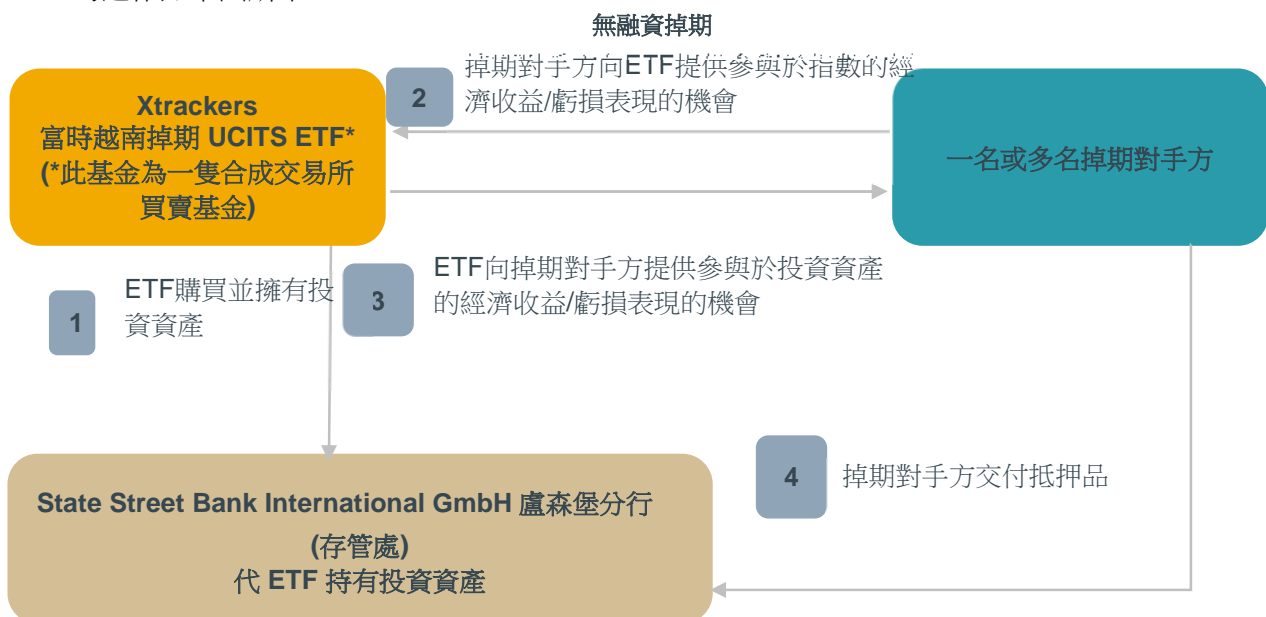 無融資掉期
Xtrackers
富時越南掉期 UCITS ETF*
(*此基金為一隻合成交易所
買賣基金)
2
掉期對手方向ETF提供參與於指數的經
濟收益/虧損表現的機會
一名或多名掉期對手方
1
ETF購買並擁有投
資資產
3
ETF向掉期對手方提供參與於投資資產
的經濟收益/虧損表現的機會
4
掉期對手方交付抵押品
State Street Bank International GmbH 盧森堡分行
(存管處)
代 ETF 持有投資資產